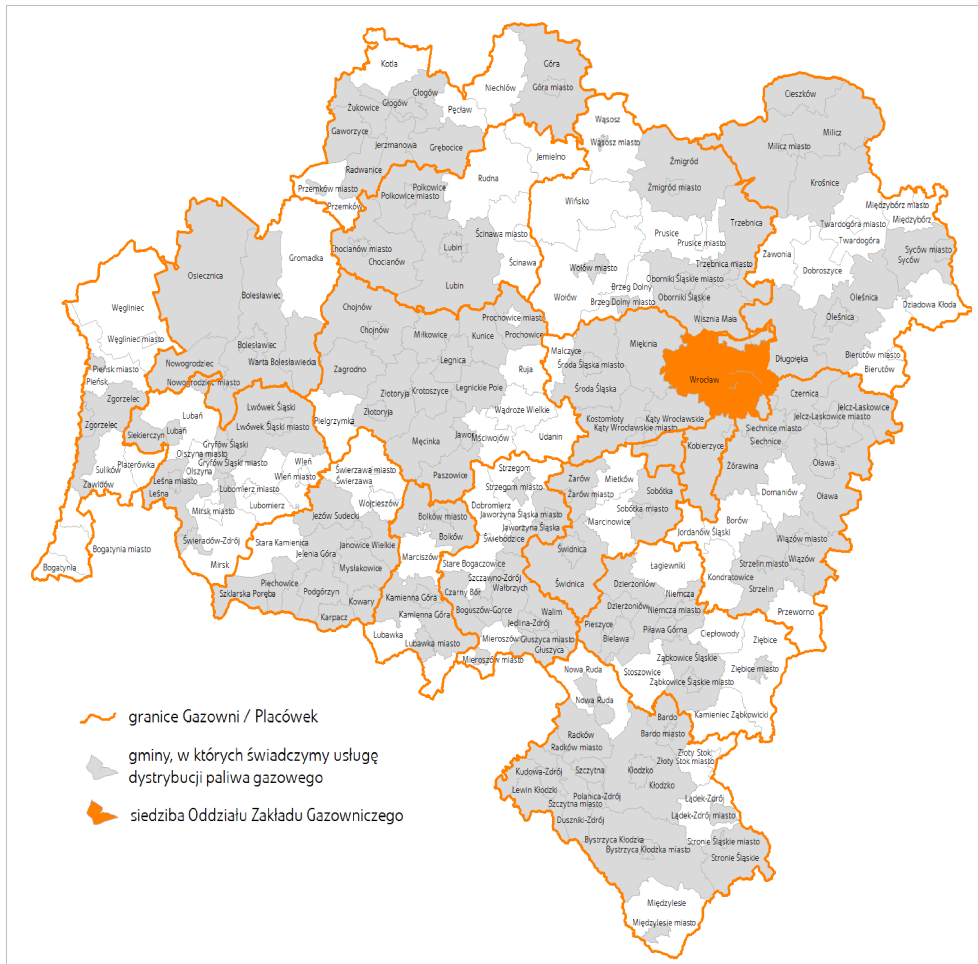 Kotla
Góra
Niechlów
Góra miasto
Głogów
Żukowice
Głogów
Pęcław
Cieszków
Gaworzyce
Jerzmanowa
Grębocice
Wąsosz
Wąsosz miasto
Milicz
Milicz miasto
Radwanice
Jemielno
Żmigród
Krośnice
Przemków miasto
Przemków
Rudna
Polkowice
Polkowice miasto
Żmigród miasto
Wińsko
Międzybórz miasto
Międzybórz
Trzebnica
Twardogóra miasto
Twardogóra
Prusice
Prusice miasto
Ścinawa miasto
Ścinawa
Chocianów miasto
Chocianów
Lubin
Lubin
Gromadka
Osiecznica
Bolesławiec
Zawonia
Dobroszyce
Syców miasto
Syców
Trzebnica miasto
Wołów miasto
Wołów
Oborniki Śląskie miasto
Oborniki Śląskie
Brzeg Dolny
Brzeg Dolny miasto
Oleśnica
Oleśnica
Dziadowa Kłoda
Węgliniec
Węgliniec miasto
Chojnów
Chojnów
Prochowice miasto
Prochowice
Wisznia Mała
Bolesławiec
Warta Bolesławiecka
Miłkowice
Kunice
Malczyce
Miękinia
Długołęka
Bierutów miasto
Bierutów
Pieńsk miasto
Pieńsk
Nowogrodziec
Nowogrodziec miasto
Zagrodno
Legnica
Ruja
Środa Śląska miasto
Środa Śląska
Wrocław
Zgorzelec
Zgorzelec
Złotoryja
Złotoryja
Krotoszyce
Legnickie Pole
Czernica
Jelcz-Laskowice
Jelcz-Laskowice miasto
Lubań
Lubań
Siekierczyn
Lwówek Śląski
Lwówek Śląski miasto
Pielgrzymka
Wądroże Wielkie
Kostomłoty
Kąty Wrocławskie
Kąty Wrocławskie miasto
Siechnice miasto
Siechnice
Męcinka
Jawor
Mściwojów
Udanin
Kobierzyce
Gryfów Śląski
Gryfów Śląski miasto
Olszyna miasto
Olszyna
Sulików
Platerówka
Zawidów
Leśna miasto
Leśna
Wleń
Wleń miasto
Lubomierz miasto
Lubomierz
Świerzawa miasto
Świerzawa
Paszowice
Strzegom
Strzegom miasto
Żarów
Żarów miasto
Mietków
Sobótka
Sobótka miasto
Żórawina
Oława
Oława
Domaniów
Wojcieszów
Mirsk miasto
Mirsk
Jeżów Sudecki
Bolków miasto
Bolków
Dobromierz
Jaworzyna Śląska miasto
Jaworzyna Śląska
Marcinowice
Borów
Jordanów Śląski
Wiązów miasto
Wiązów
Świeradów-Zdrój
Stara Kamienica
Jelenia Góra
Janowice Wielkie
Świebodzice
Świdnica
Świdnica
Bogatynia miasto
Bogatynia
Marciszów
Stare Bogaczowice
Łagiewniki
Kondratowice
Strzelin miasto
Strzelin
Mysłakowice
Szczawno-Zdrój
Wałbrzych
Czarny Bór
Dzierżoniów
Dzierżoniów
Niemcza
Niemcza miasto
Szklarska Poręba
Piechowice
Podgórzyn
Kowary
Karpacz
Kamienna Góra
Kamienna Góra
Boguszów-Gorce
Walim
Jedlina-Zdrój
Pieszyce
Bielawa
Piława Górna
Przeworno
Ciepłowody
Ziębice
Ziębice miasto
Lubawka
Lubawka miasto
Mieroszów
Mieroszów miasto
Głuszyca miasto
Głuszyca
Stoszowice
Ząbkowice Śląskie
Ząbkowice Śląskie miasto
Nowa Ruda
Nowa Ruda
Kamieniec Ząbkowicki
Bardo
Bardo miasto
Radków
Radków miasto
Złoty Stok
Złoty Stok miasto
Kudowa-Zdrój
Szczytna
Kłodzko
Kłodzko
Lewin Kłodzki
Polanica-Zdrój
Szczytna miasto
Duszniki-Zdrój
Lądek-Zdrój
Lądek-Zdrój miasto
Bystrzyca Kłodzka
Bystrzyca Kłodzka miasto
Stronie Śląskie miasto
Stronie Śląskie
Międzylesie
Międzylesie miasto
granice Gazowni / Placówek
gminy, w których świadczymy usługę
dystrybucji paliwa gazowego
siedziba Oddziału Zakładu Gazowniczego